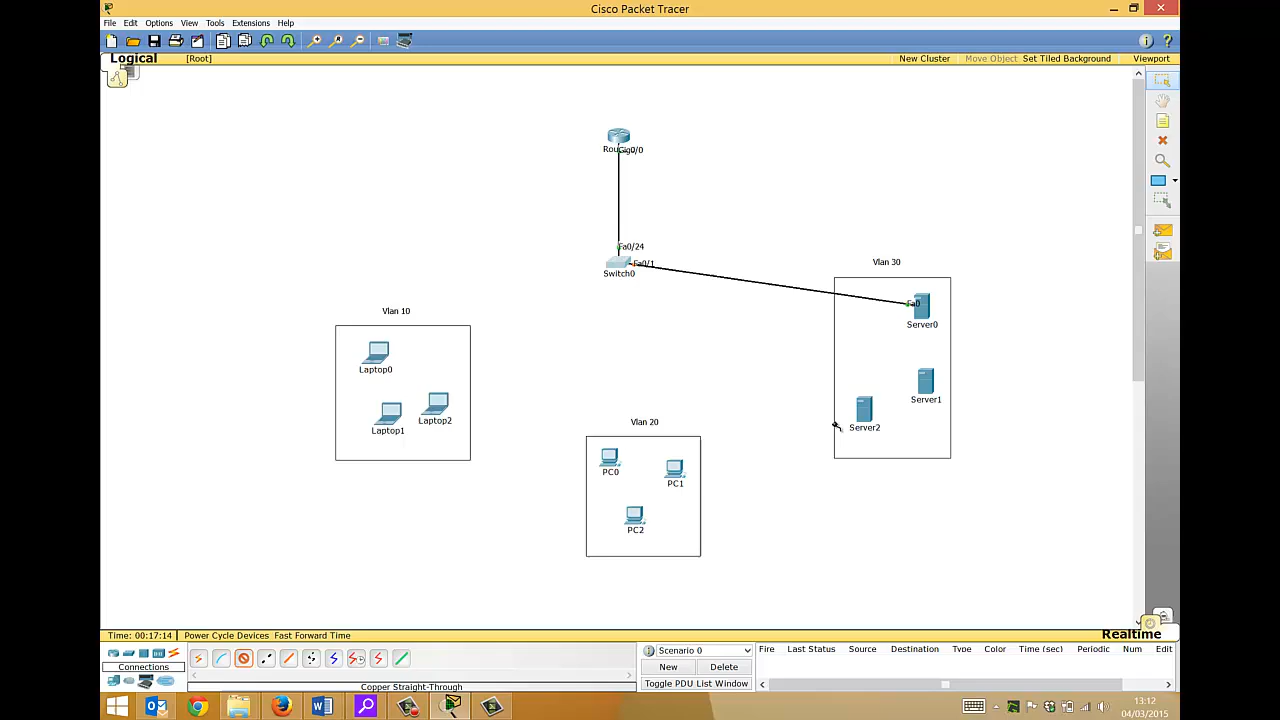 Cisco Packet Tracer
File Edit Options View Tools Extensions Help
Logical
[Root]
New Cluster
Move Object
Set Tiled Background
Viewport
Gig0/0
Fa0/24
Fa0/1
Switch0
Vlan 30
Fa0
Server0
Server1
Server2
Vlan 10
Laptop0
Laptop2
Laptop1
Vlan 20
PC0
PC1
PC2
Time: 00:17:14
Power Cycle Devices
Fast Forward Time
Realtime
Connections
Copper Straight-Through
Scenario 0
New
Delete
Toggle PDU List Window
Fire Last Status Source Destination Type Color Time (sec) Periodic Num Edit
13:12
04/03/2015